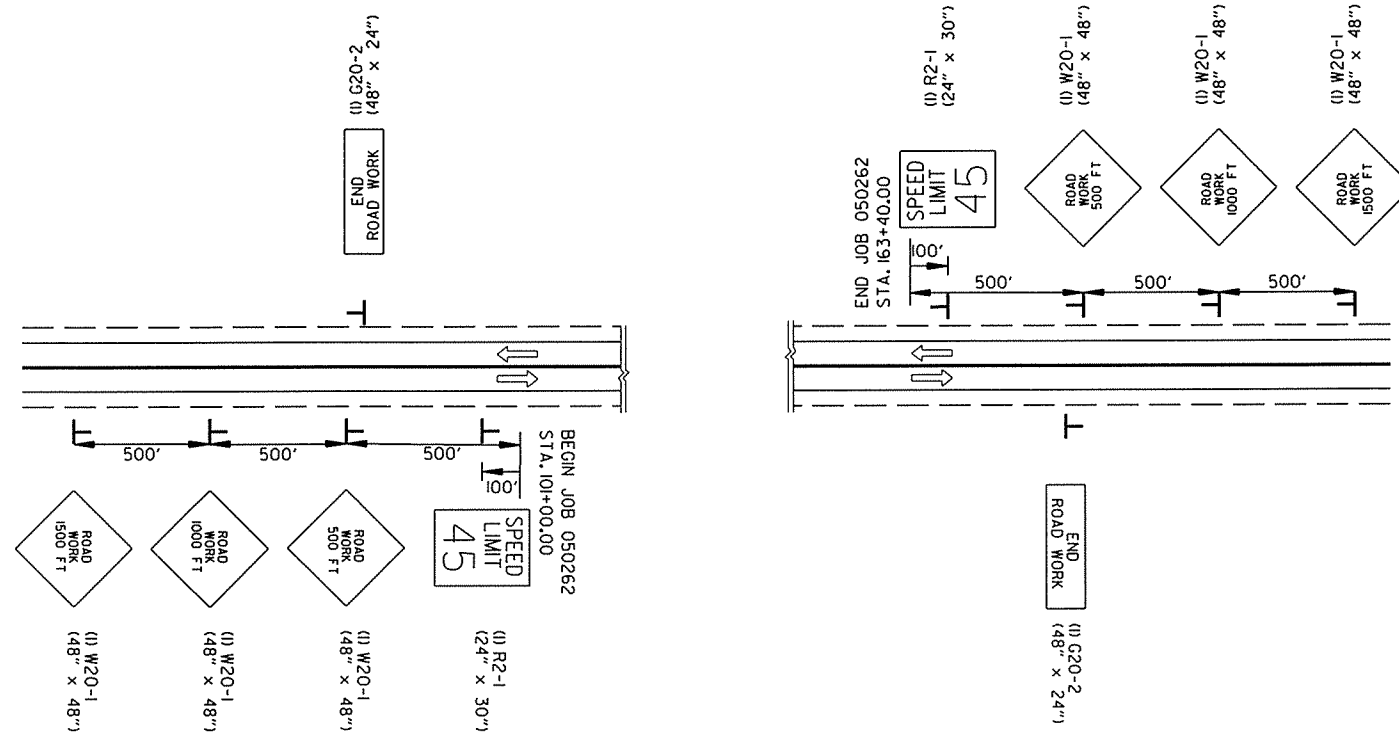 (1) G20-2
(48" x 24")
END
ROAD WORK
(1) R2-1
(24" x 30")
(1) W20-1
(48" x 48")
(1) W20-1
(48" x 48")
(1) W20-1
(48" x 48")
END JOB 050262
STA. 163+40.00
SPEED
LIMIT
45
ROAD
WORK
500 FT
ROAD
WORK
1000 FT
ROAD
WORK
1500 FT
100'
500'
500'
500'
500'
500'
500'
100'
BEGIN JOB 050262
STA. 101+00.00
ROAD
WORK
1500 FT
ROAD
WORK
1000 FT
ROAD
WORK
500 FT
SPEED
LIMIT
45
(1) W20-1
(48" x 48")
(1) W20-1
(48" x 48")
(1) W20-1
(48" x 48")
(1) R2-1
(24" x 30")
END
ROAD WORK
(1) G20-2
(48" x 24")